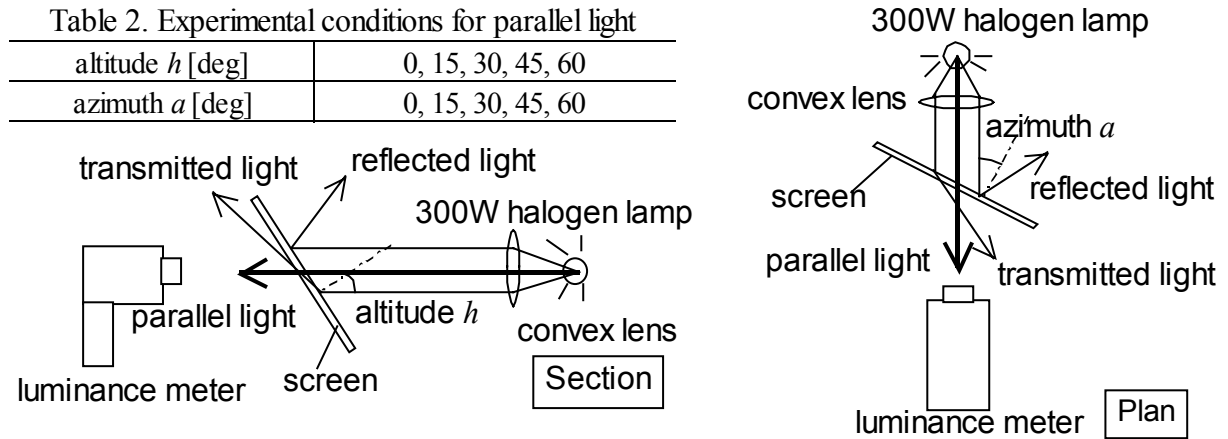 Table 2. Experimental conditions for parallel light
altitude h [deg] 0, 15, 30, 45, 60
azimuth a [deg] 0, 15, 30, 45, 60
transmitted light
reflected light
300W halogen lamp
parallel light
altitude h
convex lens
luminance meter
screen
Section
300W halogen lamp
convex lens
azimuth a
screen
reflected light
parallel light
transmitted light
luminance meter
Plan